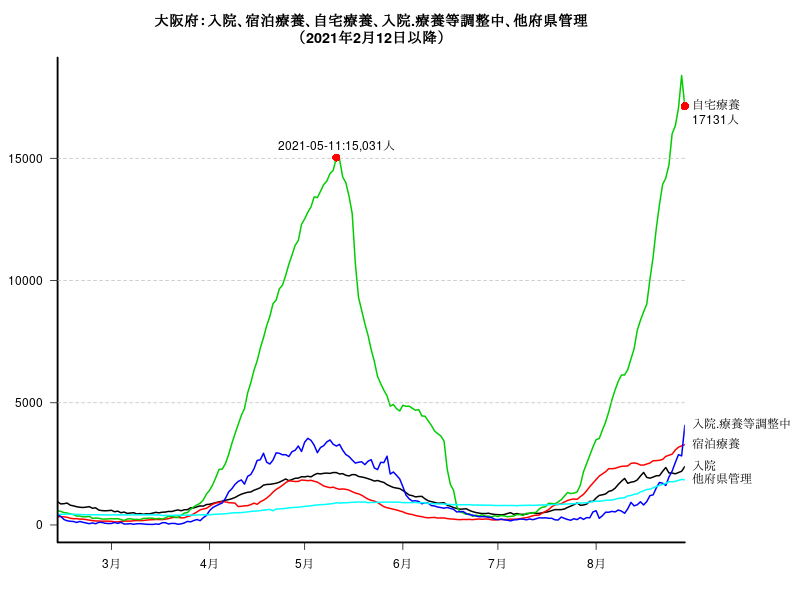 大阪府：入院、宿泊療養、自宅療養、入院.療養等調整中、他府県管理
（2021年2月12日以降）
自宅療養
17131人
2021-05-11:15,031人
15000
10000
5000
入院.療養等調整中
宿泊療養
入院
他府県管理
0
3月 4月 5月 6月 7月 8月